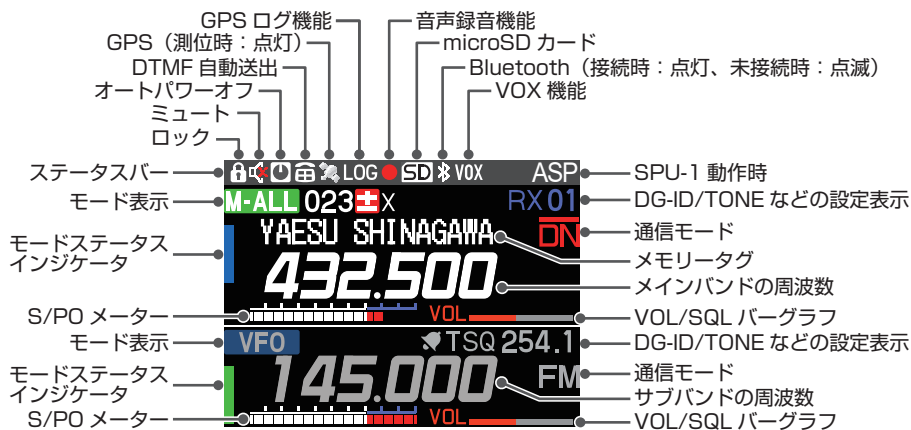 GPS ログ機能
GPS（測位時：点灯）
DTMF 自動送出
オートパワーオフ
ミュート
ロック
音声録音機能
microSD カード
Bluetooth（接続時：点灯、未接続時：点滅）
VOX 機能
ステータスバー
LOG SD VOX ASP
SPU-1 動作時
モード表示
M-ALL 023 X RX 01
DG-ID/TONE などの設定表示
モードステータス
インジケータ
YAESU SHINAGAWA DN
通信モード
メモリータグ
432.500
メインバンドの周波数
S/PO メーター
VOL
VOL/SQL バーグラフ
モード表示
VFO TSQ 254.1
DG-ID/TONE などの設定表示
モードステータス
インジケータ
145.000 FM
通信モード
サブバンドの周波数
S/PO メーター
VOL
VOL/SQL バーグラフ